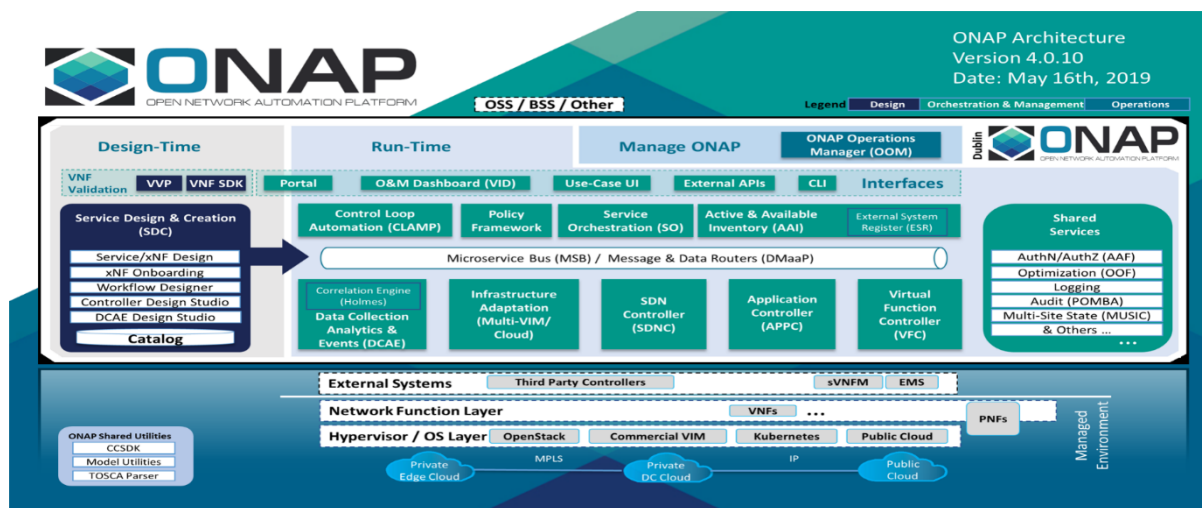 ONAP
OPEN NETWORK AUTOMATION PLATFORM
ONAP Architecture
Version 4.0.10
Date: May 16th, 2019
OSS / BSS / Other
Legend Design Orchestration & Management Operations
Design-Time
Run-Time
Manage ONAP
ONAP Operations
Manager (OOM)
Dublin
ONAP
OPEN NETWORK AUTOMATION PLATFORM
VNF
Validation
VVP
VNF SDK
Portal
O&M Dashboard (VID)
Use-Case UI
External APIs
CLI
Interfaces
Service Design & Creation
(SDC)
Service/xNF Design
xNF Onboarding
Workflow Designer
Controller Design Studio
DCAE Design Studio
Catalog
Control Loop
Automation (CLAMP)
Policy
Framework
Service
Orchestration (SO)
Active & Available
Inventory (AAI)
External System
Register (ESR)
Microservice Bus (MSB) / Message & Data Routers (DMaaP)
Correlation Engine
(Holmes)
Data Collection
Analytics &
Events (DCAE)
Infrastructure
Adaptation
(Multi-VIM/
Cloud)
SDN
Controller
(SDNC)
Application
Controller
(APPC)
Virtual
Function
Controller
(VFC)
Shared
Services
AuthN/AuthZ (AAF)
Optimization (OOF)
Logging
Audit (POMBA)
Multi-Site State (MUSIC)
& Others ...
...
External Systems
Third Party Controllers
sVNFM
EMS
Network Function Layer
VNFs
...
PNFs
Hypervisor / OS Layer
OpenStack
Commercial VIM
Kubernetes
Public Cloud
Private
Edge Cloud
MPLS
Private
DC Cloud
IP
Public
Cloud
Managed
Environment
ONAP Shared Utilities
CCSDK
Model Utilities
TOSCA Parser